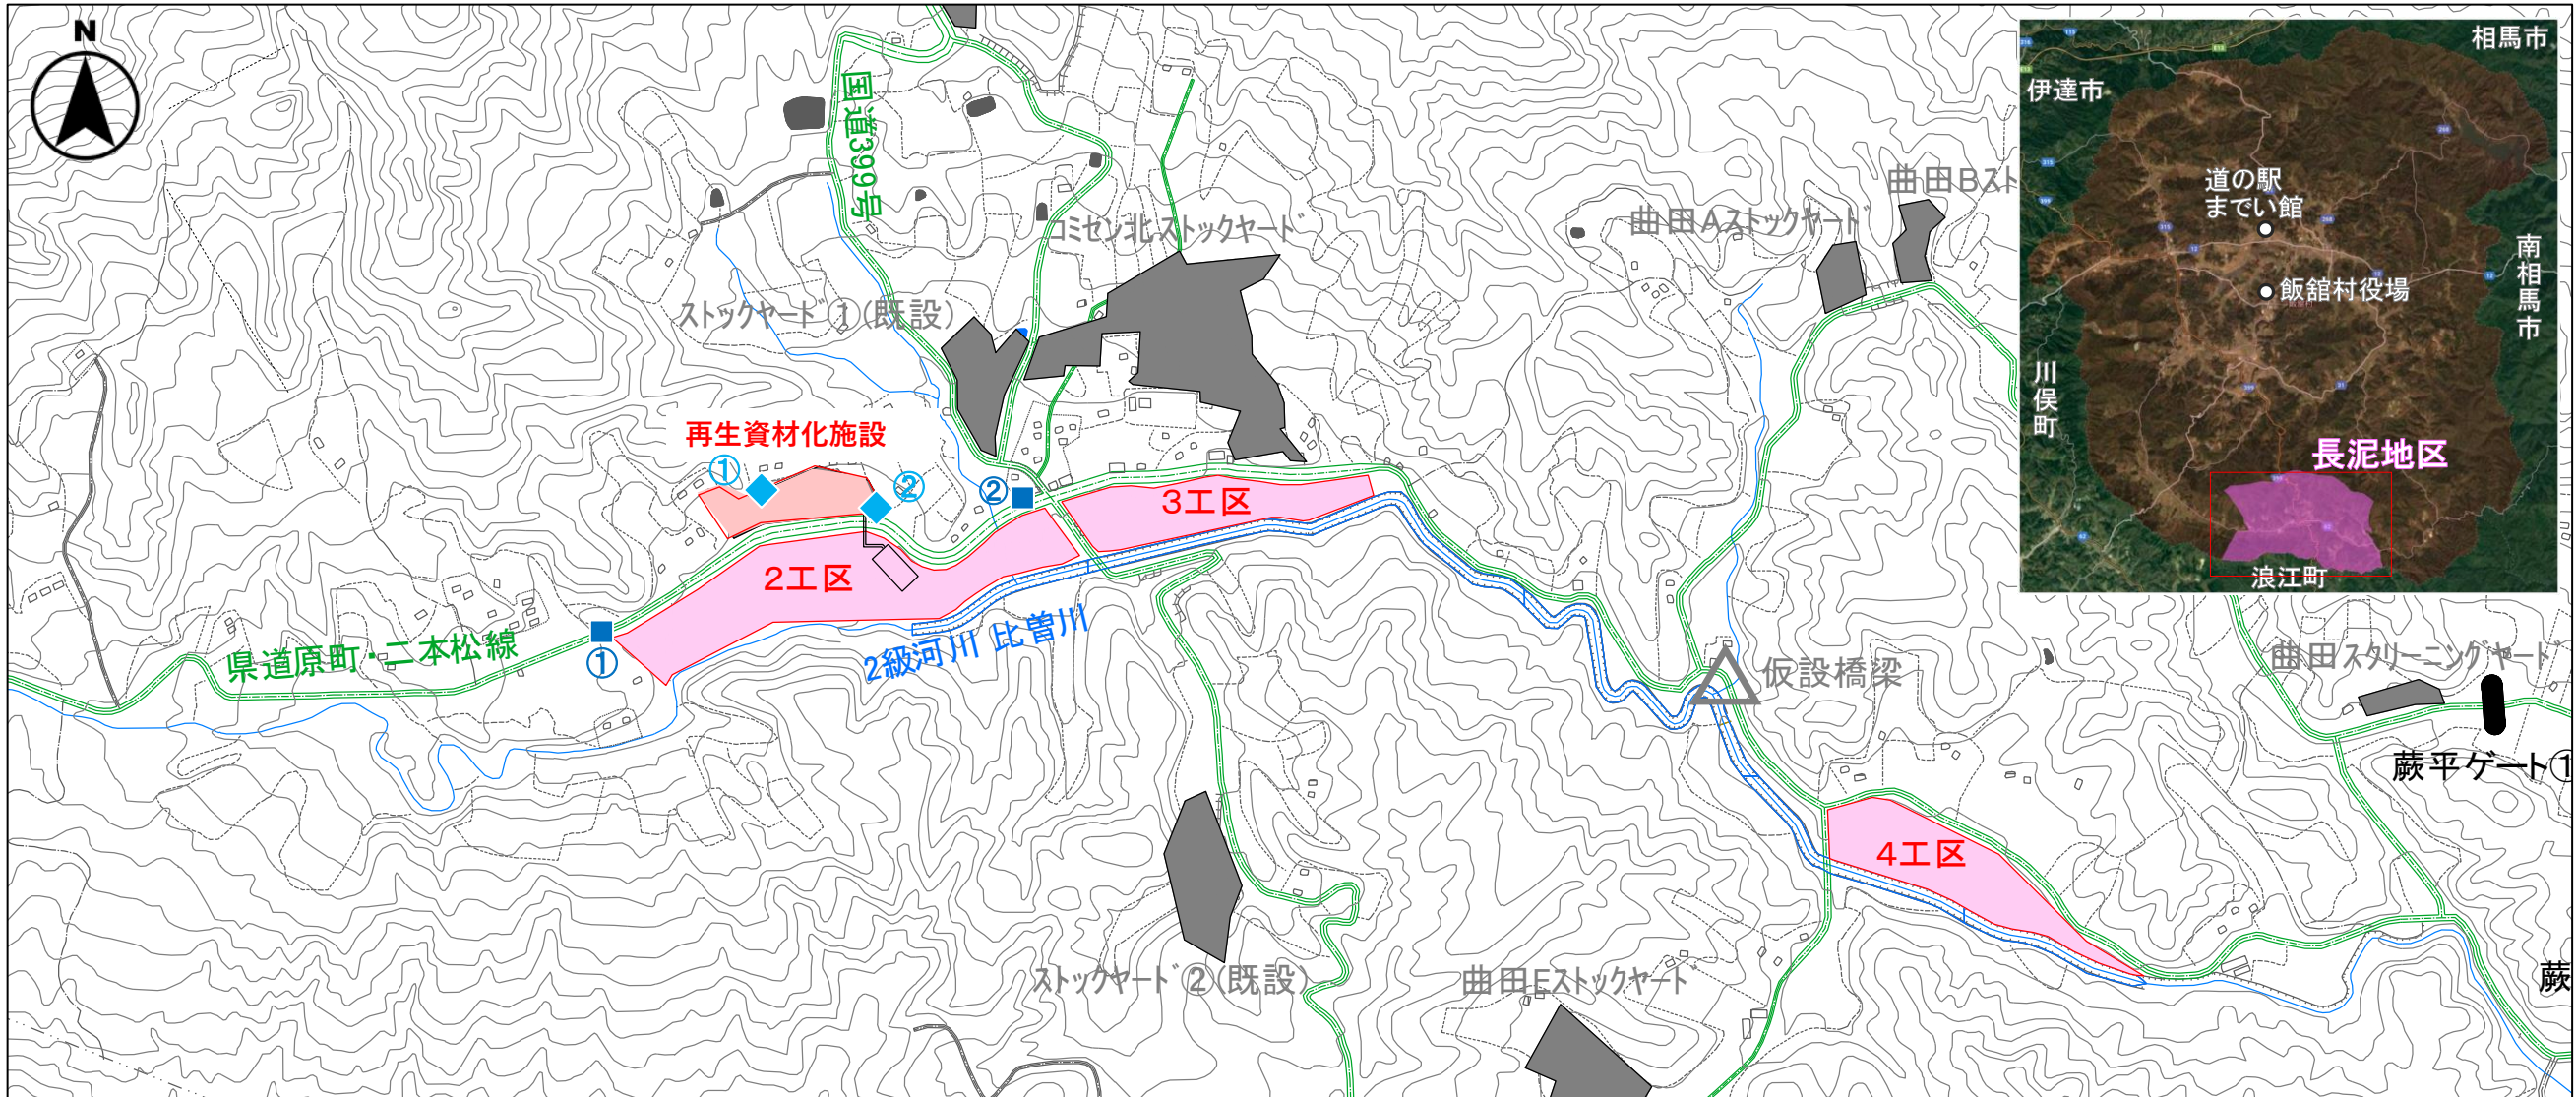 N
国道399号
コミセン北ストックヤード
ストックヤード①(既設)
曲田Aストックヤード
曲田Bスト
再生資材化施設
①
②
②
3工区
2工区
①
県道原町・二本松線
2級河川 比曽川
仮設橋梁
4工区
ストックヤード②(既設)
曲田Eストックヤード
曲田スクリーニングヤード
蕨平ゲート①
蕨
相馬市
伊達市
道の駅
までい館
南相馬市
飯舘村役場
川俣町
長泥地区
浪江町